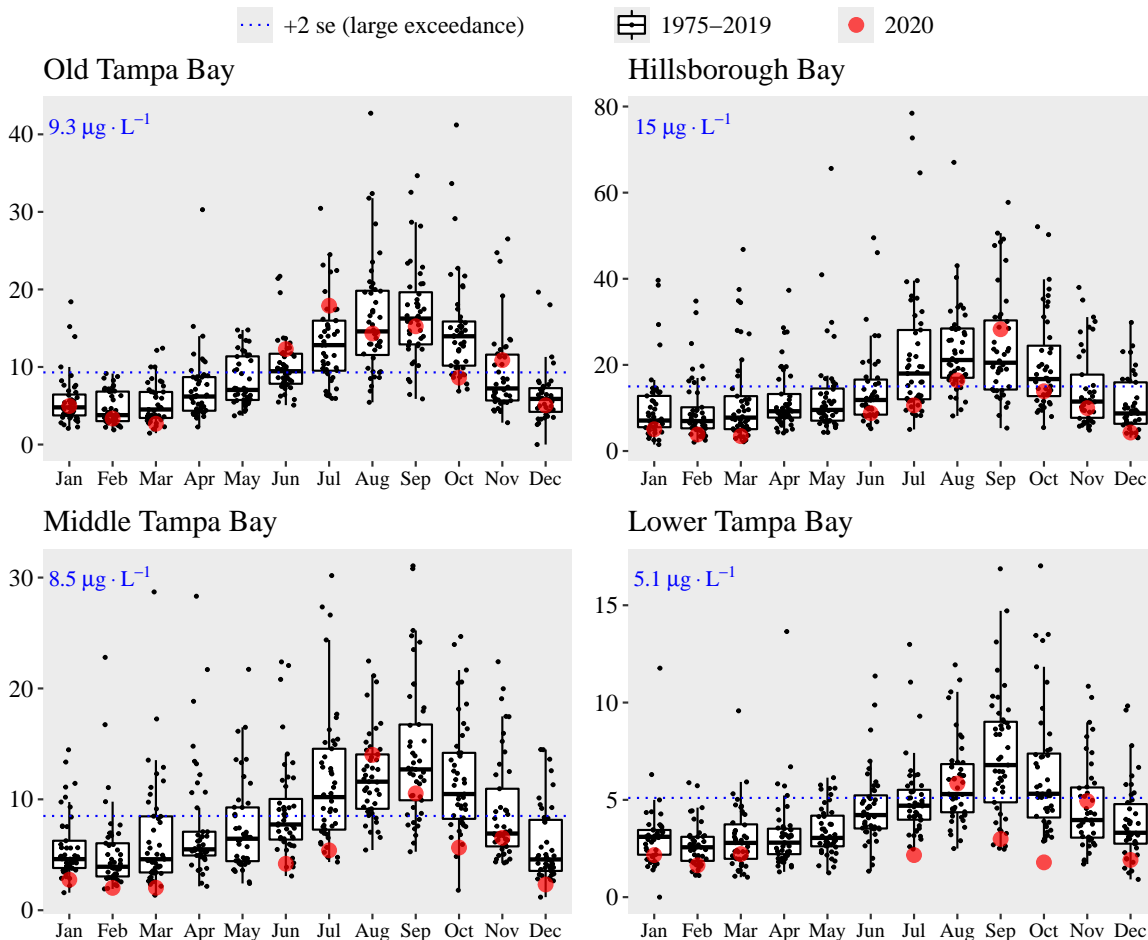 +2 se (large exceedance) 1975–2019 2020
Old Tampa Bay
9.3 μg · L⁻¹
40
30
20
10
0
Jan Feb Mar Apr May Jun Jul Aug Sep Oct Nov Dec
Hillsborough Bay
15 μg · L⁻¹
80
60
40
20
0
Jan Feb Mar Apr May Jun Jul Aug Sep Oct Nov Dec
Middle Tampa Bay
8.5 μg · L⁻¹
30
20
10
0
Jan Feb Mar Apr May Jun Jul Aug Sep Oct Nov Dec
Lower Tampa Bay
5.1 μg · L⁻¹
15
10
5
0
Jan Feb Mar Apr May Jun Jul Aug Sep Oct Nov Dec